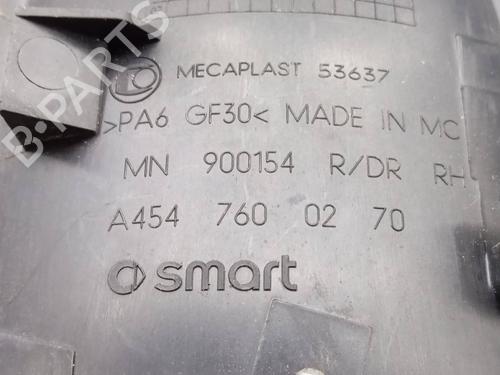 MECAPLAST 53637
>PA6 GF30< MADE IN MC
MN 900154 R/DR RH
A454 760 02 70
smart
B-PARTS